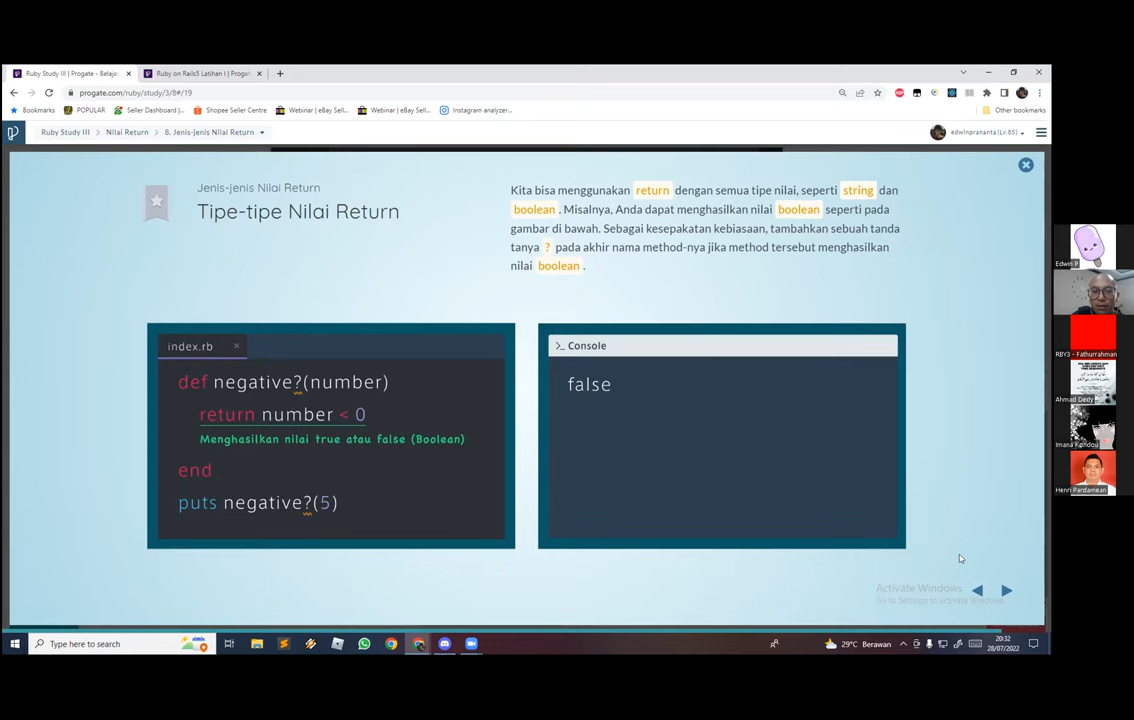 Ruby Study III | Progate - Belaja
Ruby on Rails5 Latihan I | Progat
progate.com/ruby/study/3/8#/19
Bookmarks
POPULAR
Seller Dashboard |...
Shopee Seller Centre
Webinar | eBay Sell...
Webinar | eBay Sell...
Instagram analyzer...
Other bookmarks
Ruby Study III
Nilai Return
8. Jenis-jenis Nilai Return
edwinprananta (Lv.85)
Jenis-jenis Nilai Return
Tipe-tipe Nilai Return
Kita bisa menggunakan return dengan semua tipe nilai, seperti string dan
boolean . Misalnya, Anda dapat menghasilkan nilai boolean seperti pada
gambar di bawah. Sebagai kesepakatan kebiasaan, tambahkan sebuah tanda
tanya ? pada akhir nama method-nya jika method tersebut menghasilkan
nilai boolean .
index.rb
def negative?(number)
return number < 0
Menghasilkan nilai true atau false (Boolean)
end
puts negative?(5)
>_ Console
false
Edwin P
RBY3 - Fathurrahman
Ahmad Dedy
Imana Kondou
Henri Pardamean
Activate Windows
Go to Settings to activate Windows.
Type here to search
29°C Berawan
20:32
28/07/2022